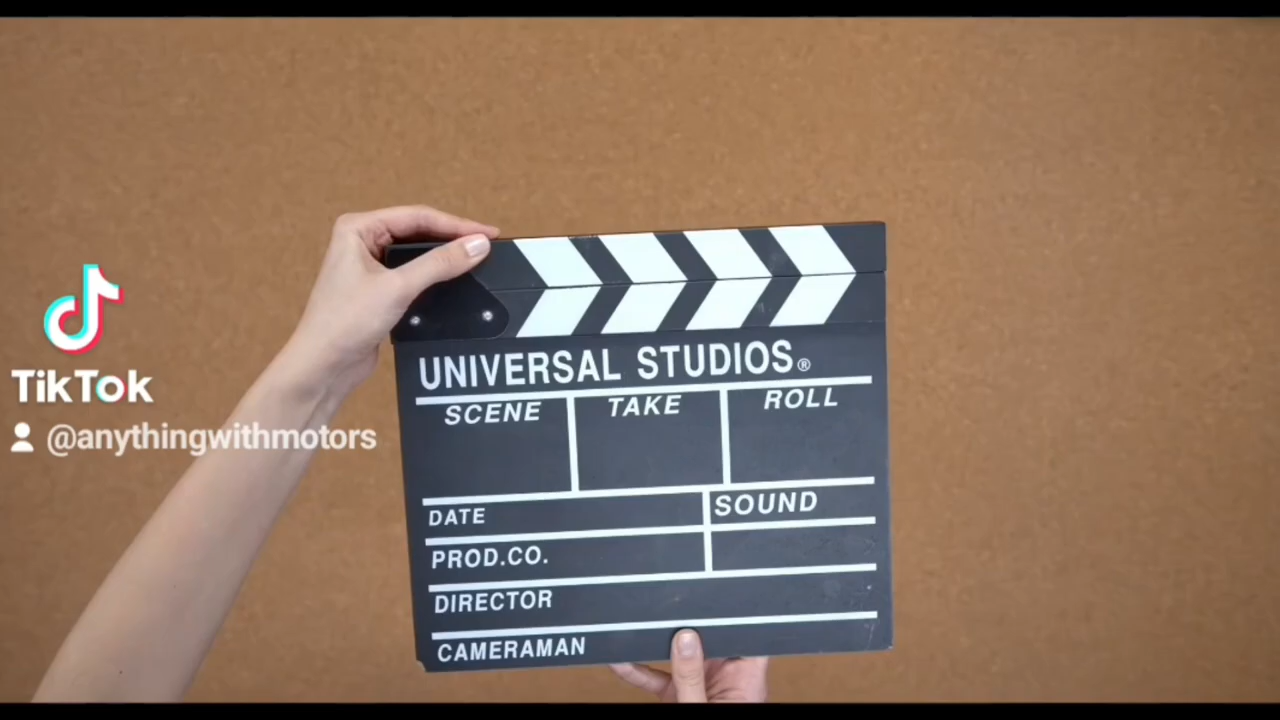 TikTok
@anythingwithmotors
UNIVERSAL STUDIOS®
SCENE TAKE ROLL
DATE SOUND
PROD.CO.
DIRECTOR
CAMERAMAN